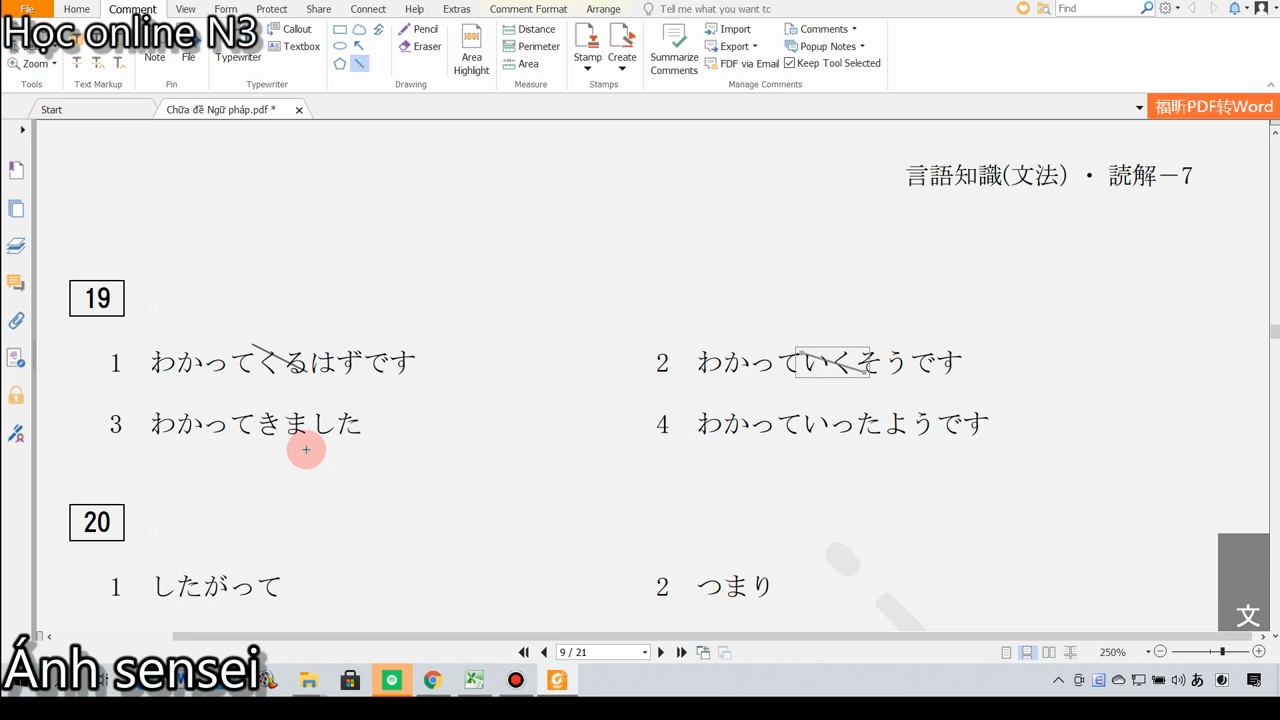 File Home Comment View Form Protect Share Connect Help Extras Comment Format Arrange Tell me what you want tc Find
Học online N3
Zoom Typewriter Note File Callout Textbox Pencil Eraser Area Highlight Distance Perimeter Area Stamp Create Summarize Comments Import Export FDF via Email Comments Popup Notes Keep Tool Selected
Tools Text Markup Pin Typewriter Drawing Measure Stamps Manage Comments
Start Chữa đề Ngữ pháp.pdf * 福昕PDF转Word
言語知識(文法)・読解－7
19
1 わかってくるはずです 2 わかっていくそうです
3 わかってきました 4 わかっていったようです
20
1 したがって 2 つまり
文
9 / 21 250%
Ánh sensei
あ